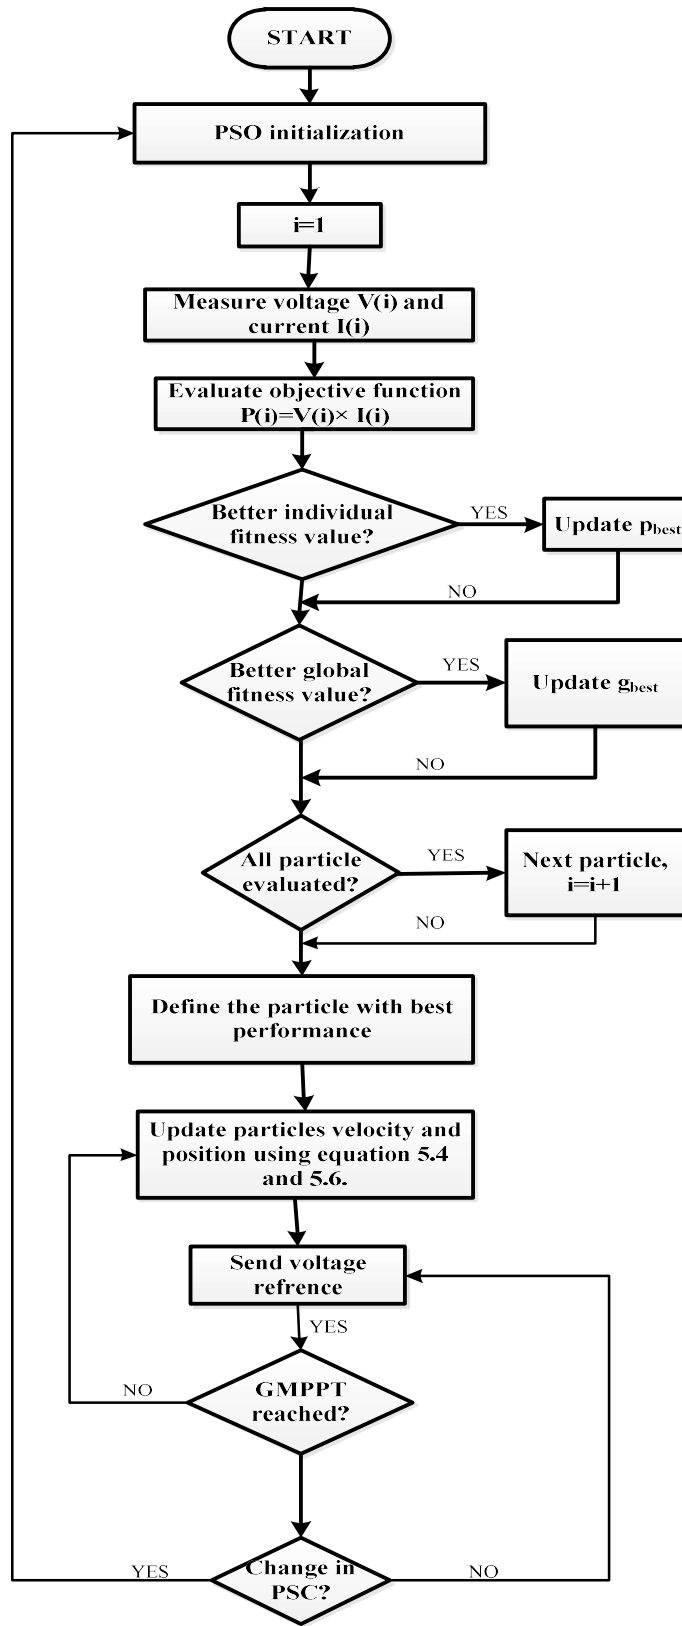 START
PSO initialization
i=1
Measure voltage V(i) and
current I(i)
Evaluate objective function
P(i)=V(i)× I(i)
Better individual
fitness value?
YES
Update pbest
NO
Better global
fitness value?
YES
Update gbest
NO
All particle
evaluated?
YES
Next particle,
i=i+1
NO
Define the particle with best
performance
Update particles velocity and
position using equation 5.4
and 5.6.
Send voltage
refrence
YES
GMPPT
reached?
NO
Change in
PSC?
YES
NO